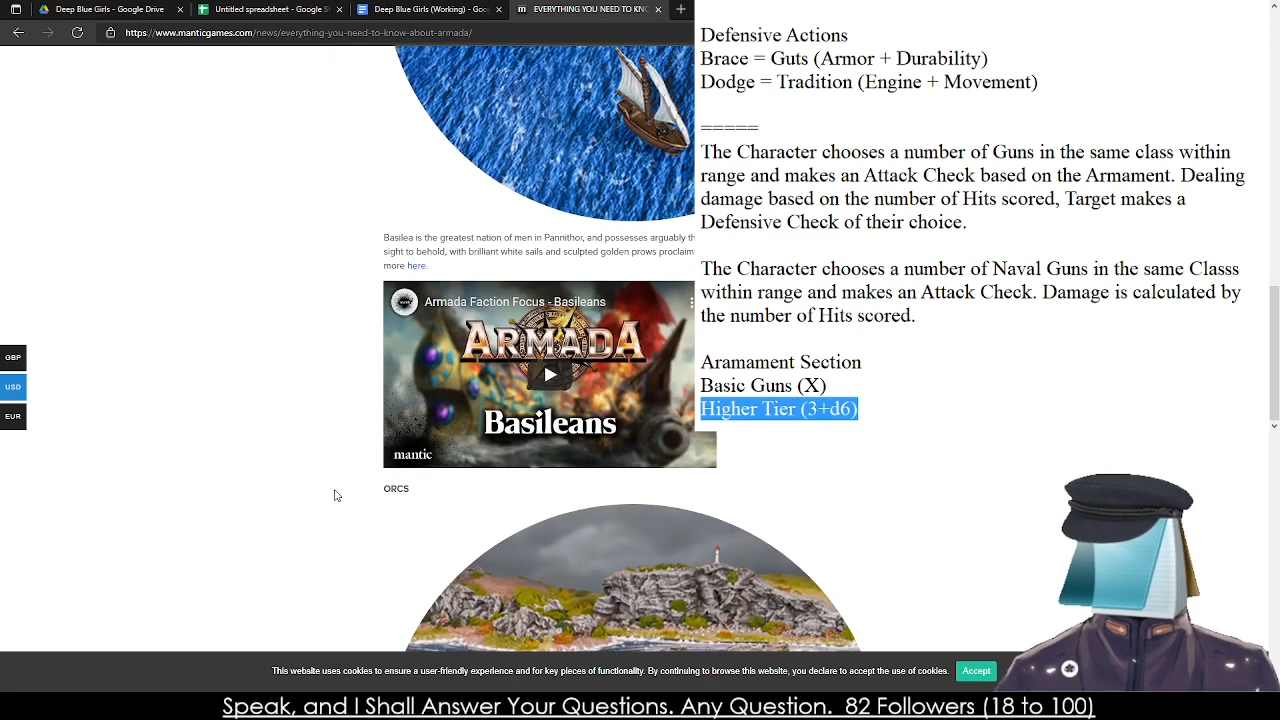 Deep Blue Girls - Google Drive
Untitled spreadsheet - Google S
Deep Blue Girls (Working) - Goo
EVERYTHING YOU NEED TO KNO
https://www.manticgames.com/news/everything-you-need-to-know-about-armada/
Basilea is the greatest nation of men in Pannithor, and possesses arguably th
sight to behold, with brilliant white sails and sculpted golden prows proclaim
more here.
Armada Faction Focus - Basileans
ARMADA
Basileans
mantic
ORCS
GBP
USD
EUR
Defensive Actions
Brace = Guts (Armor + Durability)
Dodge = Tradition (Engine + Movement)
=====
The Character chooses a number of Guns in the same class within
range and makes an Attack Check based on the Armament. Dealing
damage based on the number of Hits scored, Target makes a
Defensive Check of their choice.
The Character chooses a number of Naval Guns in the same Classs
within range and makes an Attack Check. Damage is calculated by
the number of Hits scored.
Aramament Section
Basic Guns (X)
Higher Tier (3+d6)
This website uses cookies to ensure a user-friendly experience and for key pieces of functionality. By continuing to browse this website, you declare to accept the use of cookies.
Accept
Speak, and I Shall Answer Your Questions. Any Question. 82 Followers (18 to 100)